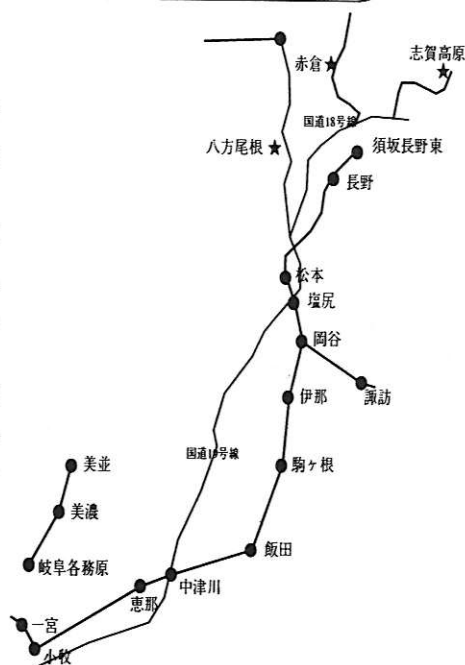 赤倉
志賀高原
国道18号線
八方尾根
須坂長野東
長野
松本
塩尻
岡谷
諏訪
伊那
国道19号線
駒ヶ根
美並
美濃
飯田
岐阜各務原
中津川
恵那
一宮
小牧